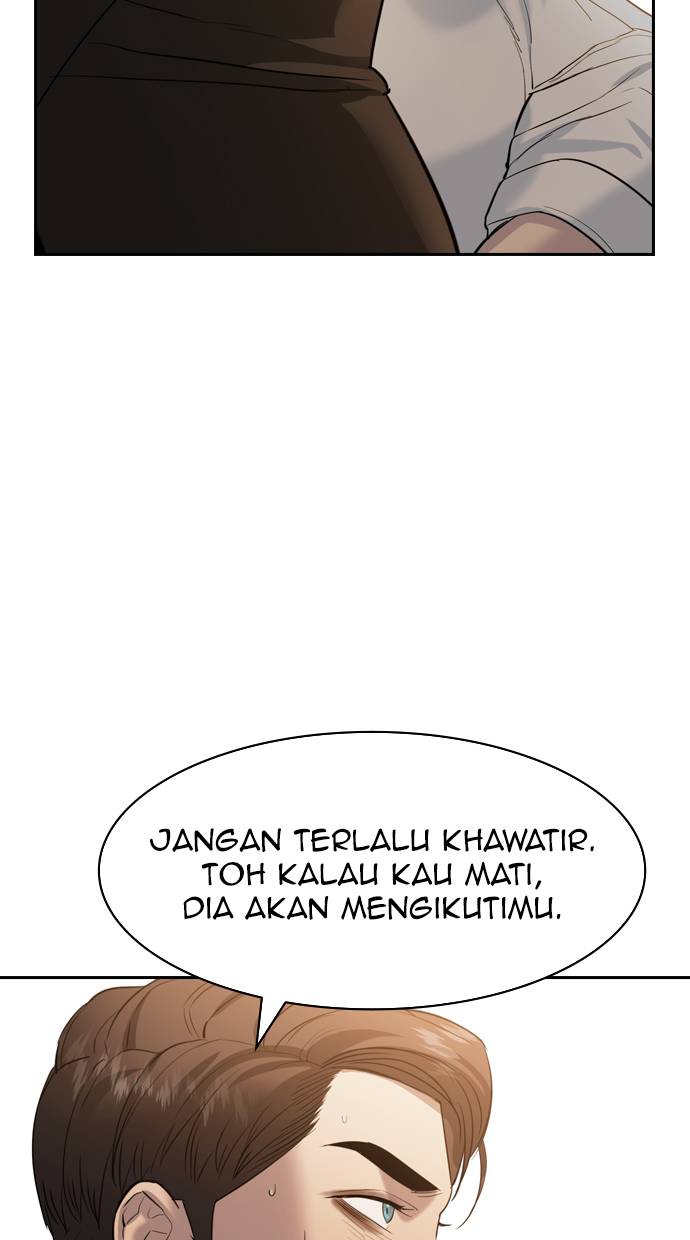 JANGAN TERLALU KHAWATIR.
TOH KALAU KAU MATI,
DIA AKAN MENGIKUTIMU.